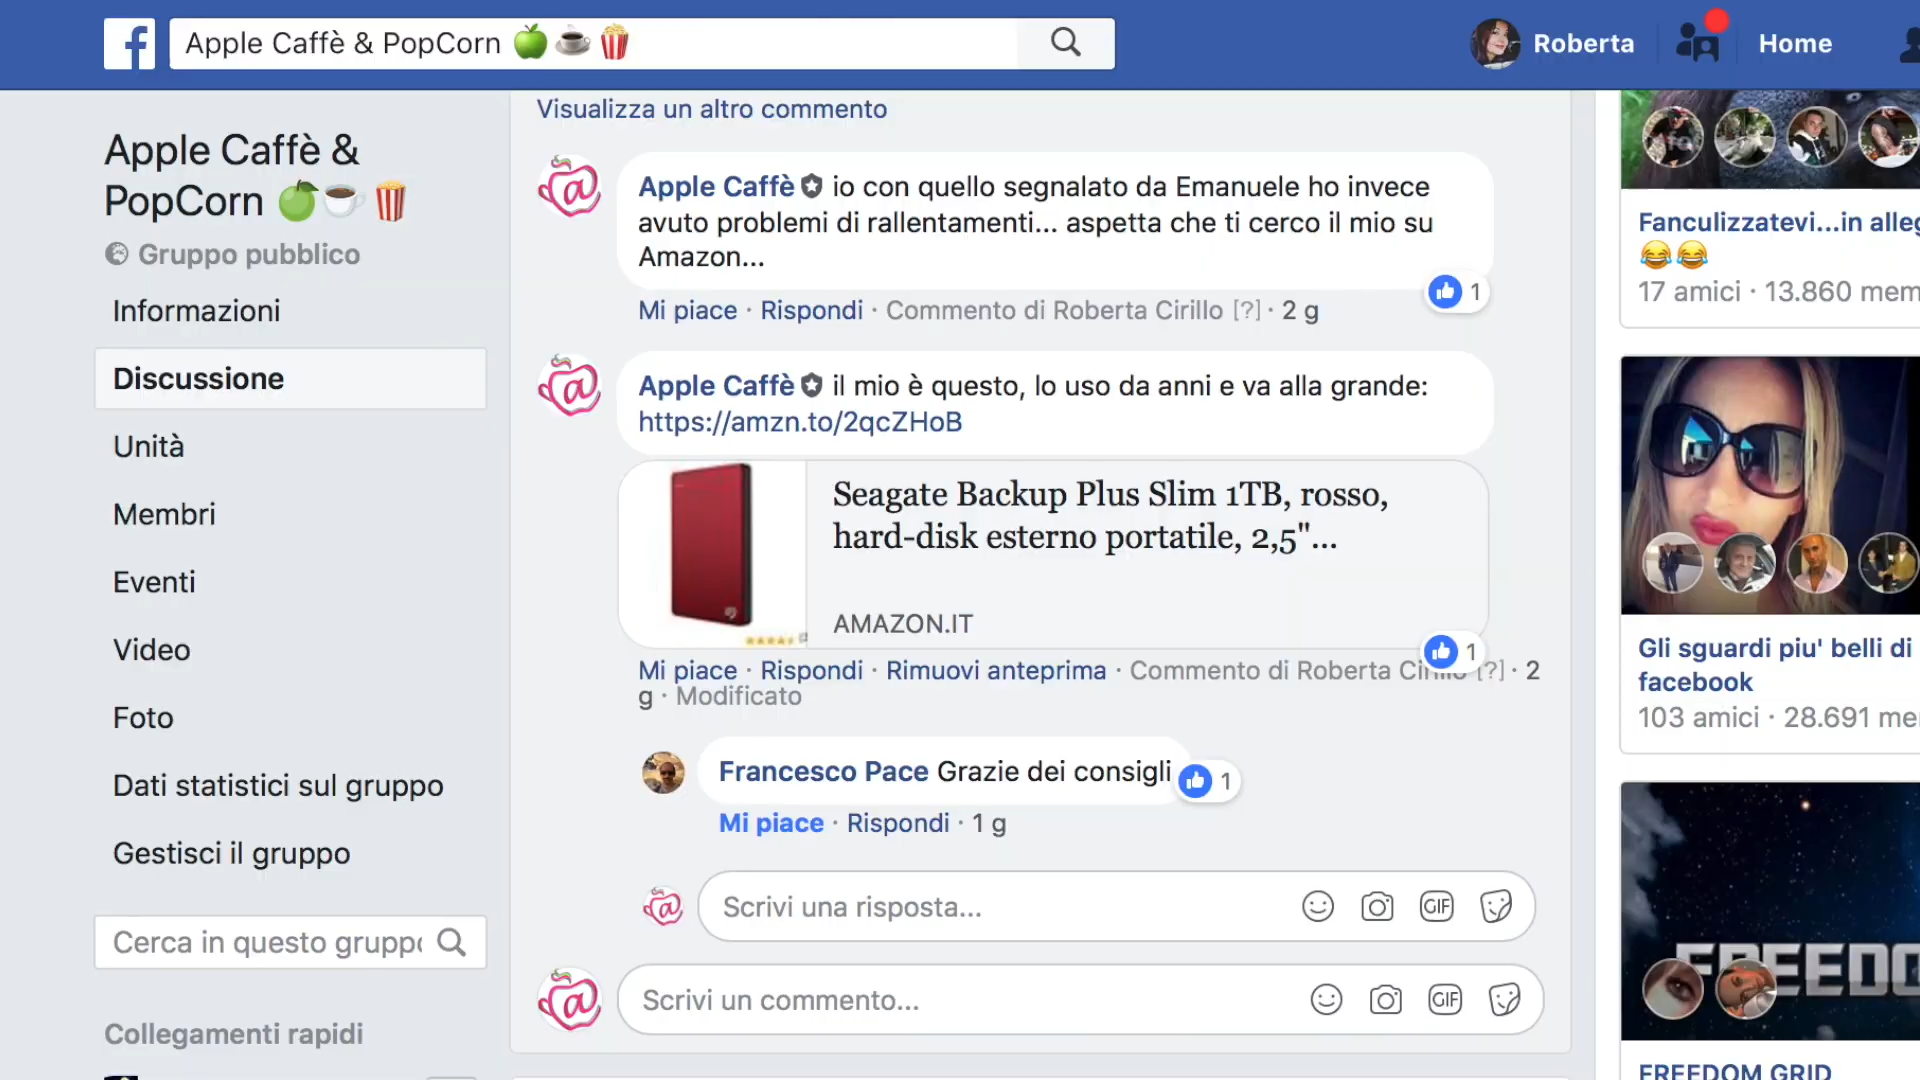 Apple Caffè & PopCorn 🍏☕🍿
Roberta
Home
Apple Caffè &
PopCorn 🍏☕🍿
Gruppo pubblico
Informazioni
Discussione
Unità
Membri
Eventi
Video
Foto
Dati statistici sul gruppo
Gestisci il gruppo
Cerca in questo gruppo
Collegamenti rapidi
Visualizza un altro commento
Apple Caffè io con quello segnalato da Emanuele ho invece
avuto problemi di rallentamenti... aspetta che ti cerco il mio su
Amazon...
1
Mi piace · Rispondi · Commento di Roberta Cirillo [?] · 2 g
Apple Caffè il mio è questo, lo uso da anni e va alla grande:
https://amzn.to/2qcZHoB
Seagate Backup Plus Slim 1TB, rosso,
hard-disk esterno portatile, 2,5"...
AMAZON.IT
1
Mi piace · Rispondi · Rimuovi anteprima · Commento di Roberta Cirillo [?] · 2
g · Modificato
Francesco Pace Grazie dei consigli
1
Mi piace · Rispondi · 1 g
Scrivi una risposta...
GIF
Scrivi un commento...
GIF
Fanculizzatevi...in alleg
😂😂
17 amici · 13.860 mem
Gli sguardi piu' belli di
facebook
103 amici · 28.691 me
FREEDO
FREEDOM GRID